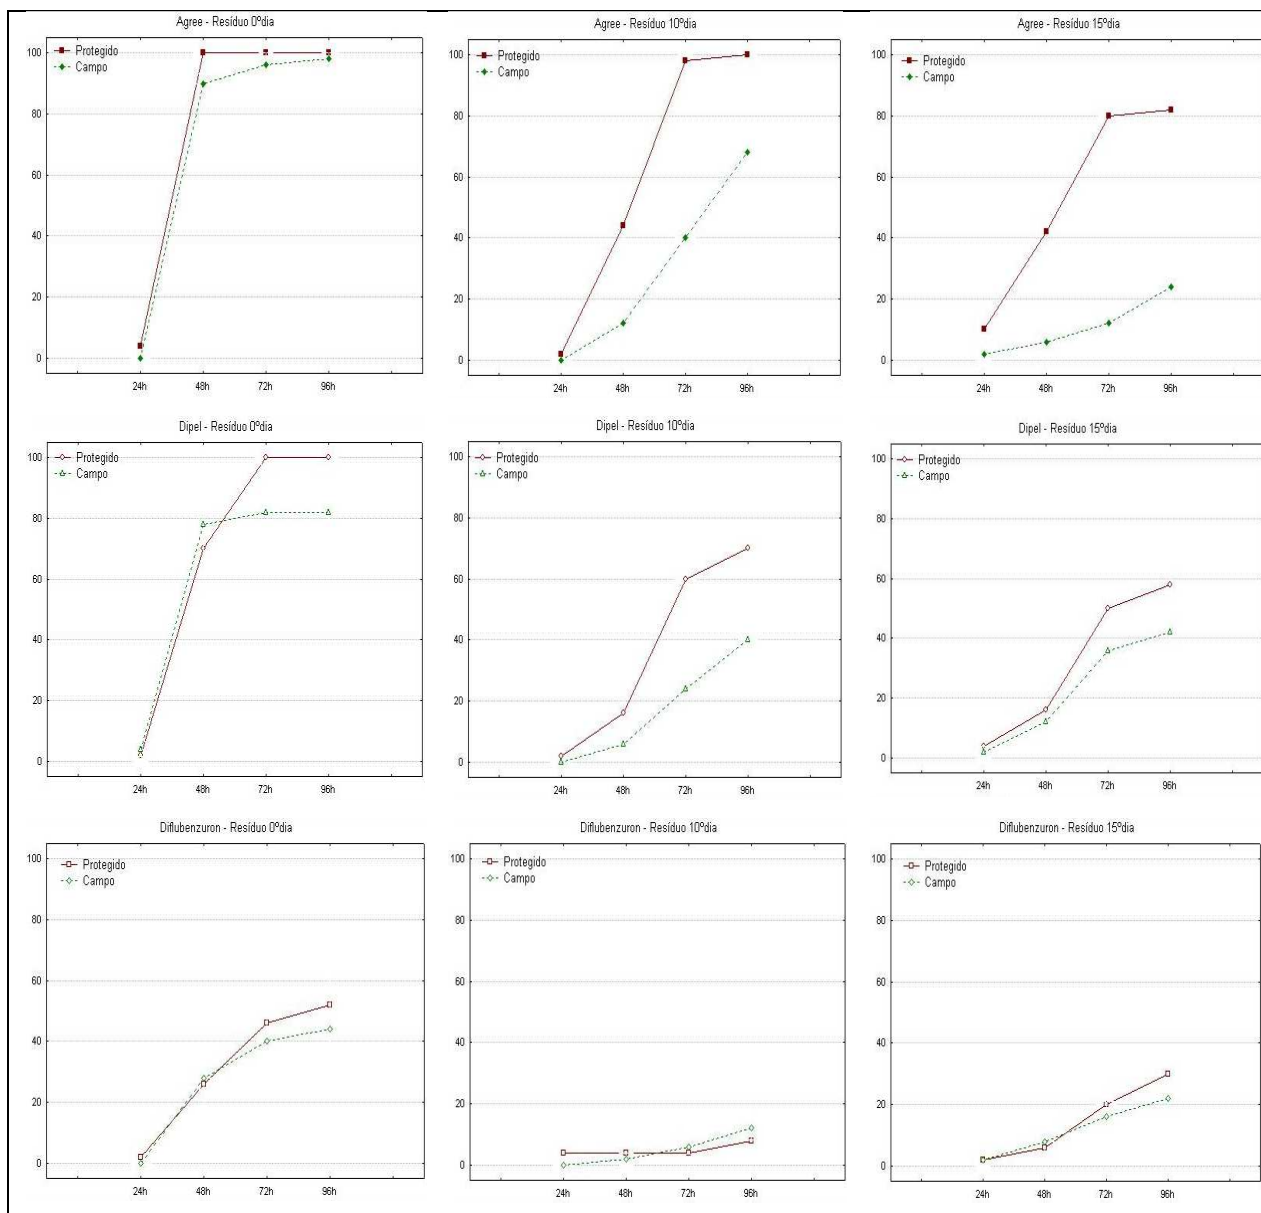 Agree - Resíduo 0ºdia
100
80
60
40
20
0
Protegido
Campo
24h 48h 72h 96h
Agree - Resíduo 10ºdia
100
80
60
40
20
0
Protegido
Campo
24h 48h 72h 96h
Agree - Resíduo 15ºdia
100
80
60
40
20
0
Protegido
Campo
24h 48h 72h 96h
Dipel - Resíduo 0ºdia
100
80
60
40
20
0
Protegido
Campo
24h 48h 72h 96h
Dipel - Resíduo 10ºdia
100
80
60
40
20
0
Protegido
Campo
24h 48h 72h 96h
Dipel - Resíduo 15ºdia
100
80
60
40
20
0
Protegido
Campo
24h 48h 72h 96h
Diflubenzuron - Resíduo 0ºdia
100
80
60
40
20
0
Protegido
Campo
24h 48h 72h 96h
Diflubenzuron - Resíduo 10ºdia
100
80
60
40
20
0
Protegido
Campo
24h 48h 72h 96h
Diflubenzuron - Resíduo 15ºdia
100
80
60
40
20
0
Protegido
Campo
24h 48h 72h 96h